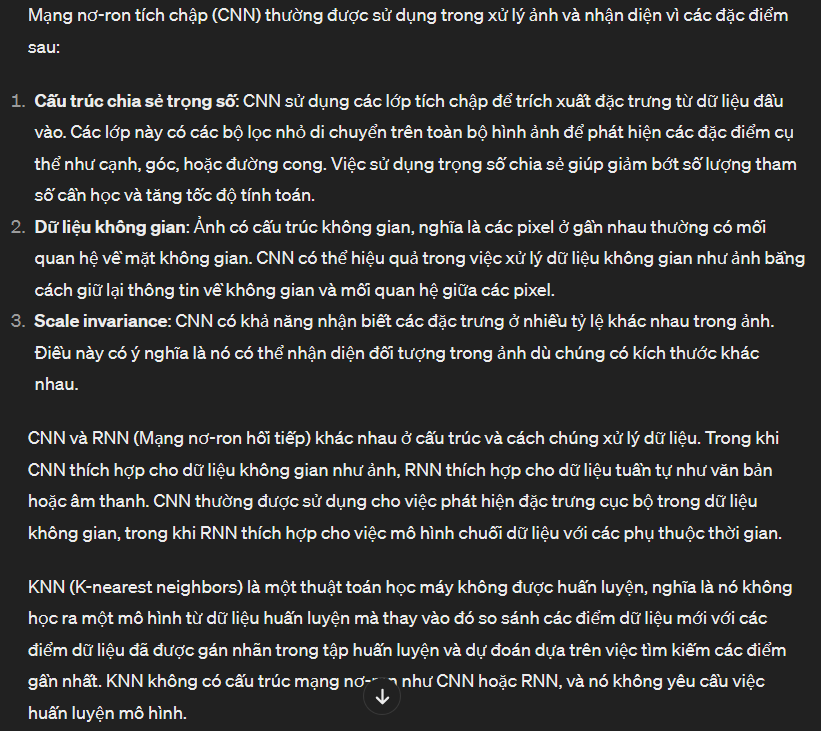 Mạng nơ-ron tích chập (CNN) thường được sử dụng trong xử lý ảnh và nhận diện vì các đặc điểm
sau:
1. Cấu trúc chia sẻ trọng số: CNN sử dụng các lớp tích chập để trích xuất đặc trưng từ dữ liệu đầu
vào. Các lớp này có các bộ lọc nhỏ di chuyển trên toàn bộ hình ảnh để phát hiện các đặc điểm cụ
thể như cạnh, góc, hoặc đường cong. Việc sử dụng trọng số chia sẻ giúp giảm bớt số lượng tham
số cần học và tăng tốc độ tính toán.
2. Dữ liệu không gian: Ảnh có cấu trúc không gian, nghĩa là các pixel ở gần nhau thường có mối
quan hệ về mặt không gian. CNN có thể hiệu quả trong việc xử lý dữ liệu không gian như ảnh bằng
cách giữ lại thông tin về không gian và mối quan hệ giữa các pixel.
3. Scale invariance: CNN có khả năng nhận biết các đặc trưng ở nhiều tỷ lệ khác nhau trong ảnh.
Điều này có ý nghĩa là nó có thể nhận diện đối tượng trong ảnh dù chúng có kích thước khác
nhau.
CNN và RNN (Mạng nơ-ron hồi tiếp) khác nhau ở cấu trúc và cách chúng xử lý dữ liệu. Trong khi
CNN thích hợp cho dữ liệu không gian như ảnh, RNN thích hợp cho dữ liệu tuần tự như văn bản
hoặc âm thanh. CNN thường được sử dụng cho việc phát hiện đặc trưng cục bộ trong dữ liệu
không gian, trong khi RNN thích hợp cho việc mô hình chuỗi dữ liệu với các phụ thuộc thời gian.
KNN (K-nearest neighbors) là một thuật toán học máy không được huấn luyện, nghĩa là nó không
học ra một mô hình từ dữ liệu huấn luyện mà thay vào đó so sánh các điểm dữ liệu mới với các
điểm dữ liệu đã được gán nhãn trong tập huấn luyện và dự đoán dựa trên việc tìm kiếm các điểm
gần nhất. KNN không có cấu trúc mạng nơ-ron như CNN hoặc RNN, và nó không yêu cầu việc
huấn luyện mô hình.